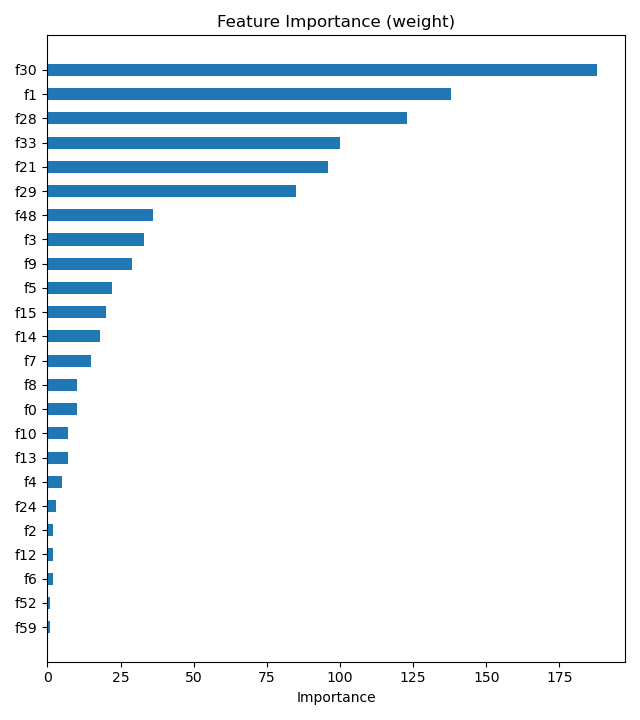 Feature Importance (weight)
f30
f1
f28
f33
f21
f29
f48
f3
f9
f5
f15
f14
f7
f8
f0
f10
f13
f4
f24
f2
f12
f6
f52
f59
0 25 50 75 100 125 150 175
Importance